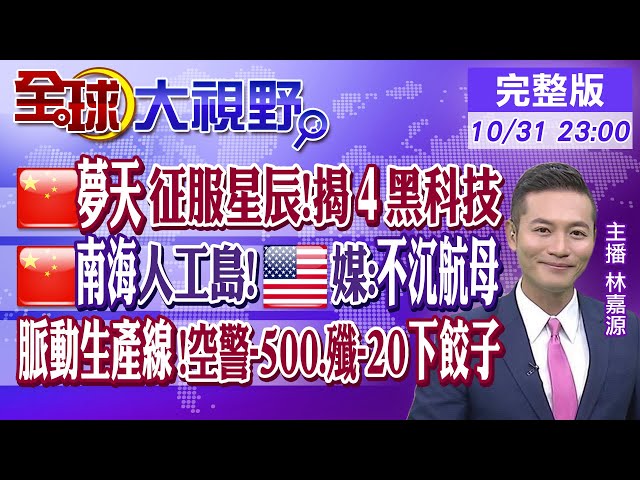 全球大視野
完整版
10/31 23:00
夢天征服星辰!揭4黑科技
南海人工島! 媒:不沉航母
脈動生產線!空警-500.殲-20下餃子
主播 林嘉源